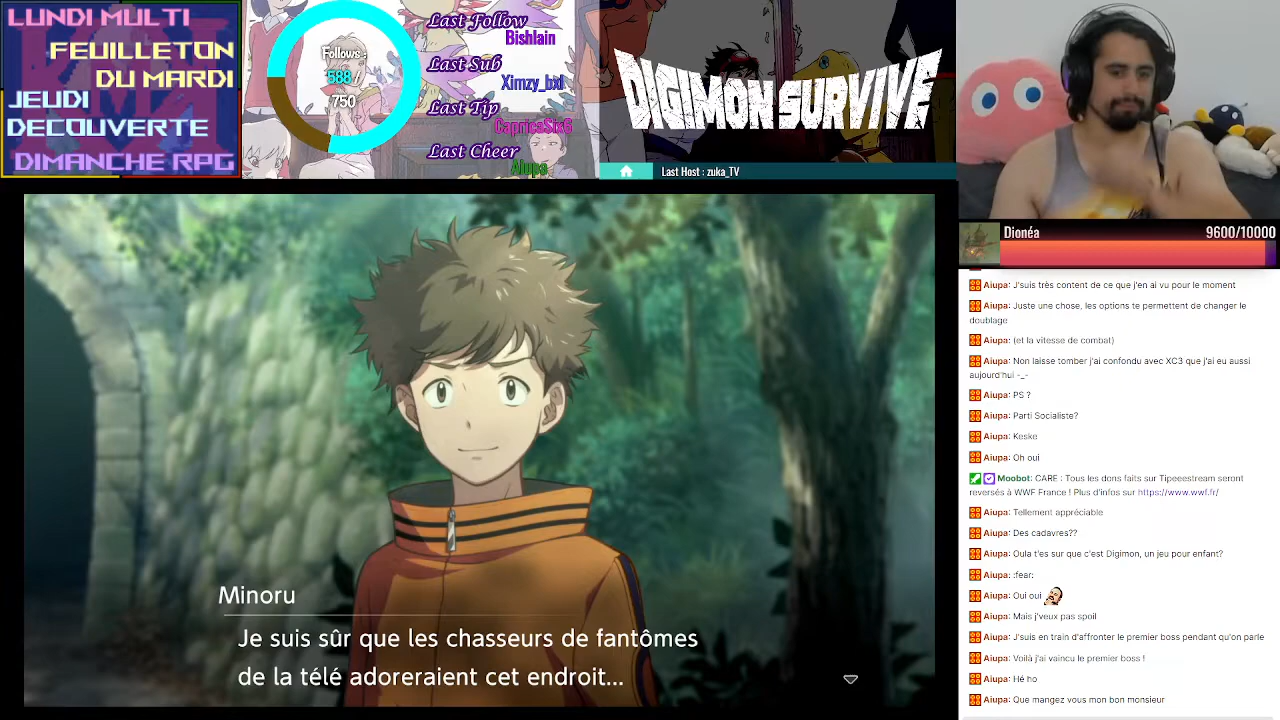 LUNDI MULTI
FEUILLETON
DU MARDI
JEUDI
DECOUVERTE
DIMANCHE RPG
Follows :
588 /
750
Last Follow
Bishlain
Last Sub
Ximzy_bxl
Last Tip
CapricaSix6
Last Cheer
Aiupa
DIGIMON SURVIVE
Last Host : zuka_TV
Dionéa 9600/10000
Aiupa: J'suis très content de ce que j'en ai vu pour le moment
Aiupa: Juste une chose, les options te permettent de changer le
doublage
Aiupa: (et la vitesse de combat)
Aiupa: Non laisse tomber j'ai confondu avec XC3 que j'ai eu aussi
aujourd'hui -_-
Aiupa: PS ?
Aiupa: Parti Socialiste?
Aiupa: Keske
Aiupa: Oh oui
Moobot: CARE : Tous les dons faits sur Tipeeestream seront
reversés à WWF France ! Plus d'infos sur https://www.wwf.fr/
Aiupa: Tellement appréciable
Aiupa: Des cadavres??
Aiupa: Oula t'es sur que c'est Digimon, un jeu pour enfant?
Aiupa: :fear:
Aiupa: Oui oui
Aiupa: Mais j'veux pas spoil
Aiupa: J'suis en train d'affronter le premier boss pendant qu'on parle
Aiupa: Voilà j'ai vaincu le premier boss !
Aiupa: Hé ho
Aiupa: Que mangez vous mon bon monsieur
Minoru
Je suis sûr que les chasseurs de fantômes
de la télé adoreraient cet endroit...